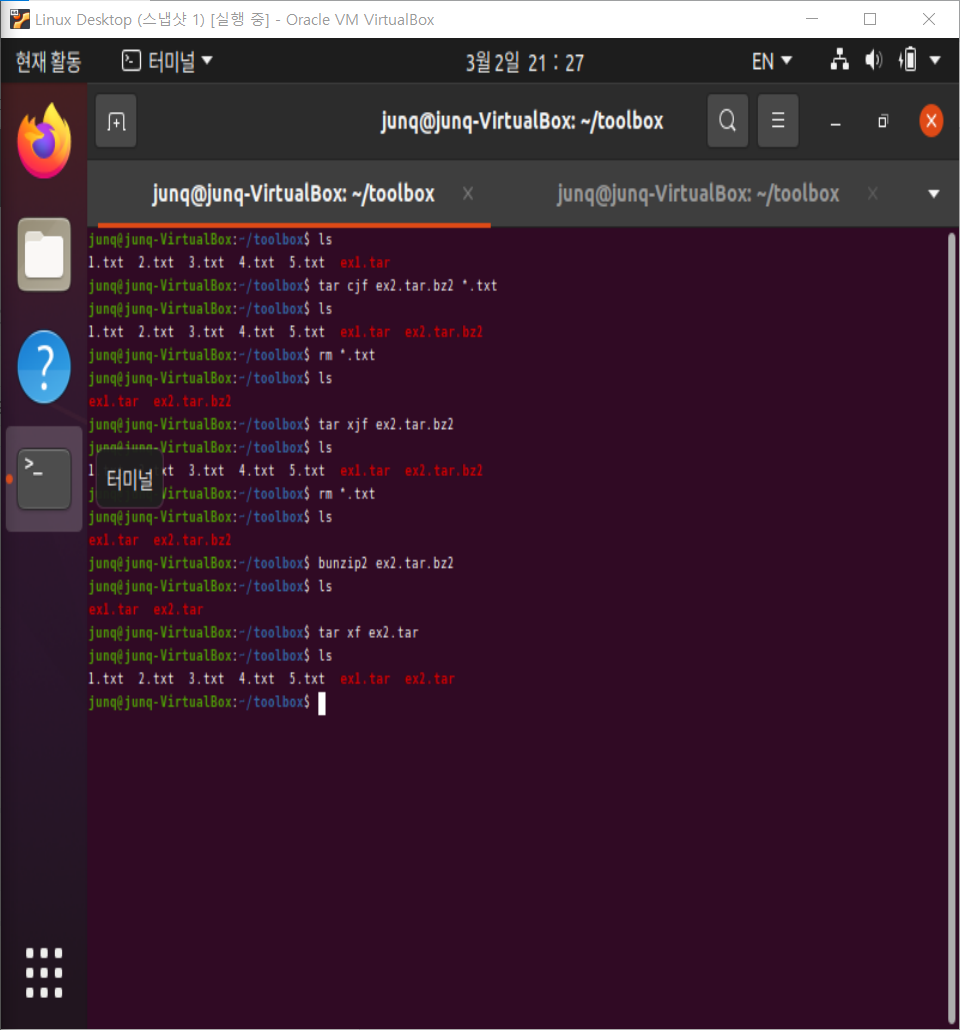 Linux Desktop (스냅샷 1) [실행 중] - Oracle VM VirtualBox
현재 활동 터미널 3월 2일 21 : 27 EN
junq@junq-VirtualBox: ~/toolbox
junq@junq-VirtualBox: ~/toolbox junq@junq-VirtualBox: ~/toolbox
junq@junq-VirtualBox:~/toolbox$ ls
1.txt 2.txt 3.txt 4.txt 5.txt ex1.tar
junq@junq-VirtualBox:~/toolbox$ tar cjf ex2.tar.bz2 *.txt
junq@junq-VirtualBox:~/toolbox$ ls
1.txt 2.txt 3.txt 4.txt 5.txt ex1.tar ex2.tar.bz2
junq@junq-VirtualBox:~/toolbox$ rm *.txt
junq@junq-VirtualBox:~/toolbox$ ls
ex1.tar ex2.tar.bz2
junq@junq-VirtualBox:~/toolbox$ tar xjf ex2.tar.bz2
junq@junq-VirtualBox:~/toolbox$ ls
1 xt 3.txt 4.txt 5.txt ex1.tar ex2.tar.bz2
터미널
j nq-VirtualBox:~/toolbox$ rm *.txt
junq@junq-VirtualBox:~/toolbox$ ls
ex1.tar ex2.tar.bz2
junq@junq-VirtualBox:~/toolbox$ bunzip2 ex2.tar.bz2
junq@junq-VirtualBox:~/toolbox$ ls
ex1.tar ex2.tar
junq@junq-VirtualBox:~/toolbox$ tar xf ex2.tar
junq@junq-VirtualBox:~/toolbox$ ls
1.txt 2.txt 3.txt 4.txt 5.txt ex1.tar ex2.tar
junq@junq-VirtualBox:~/toolbox$